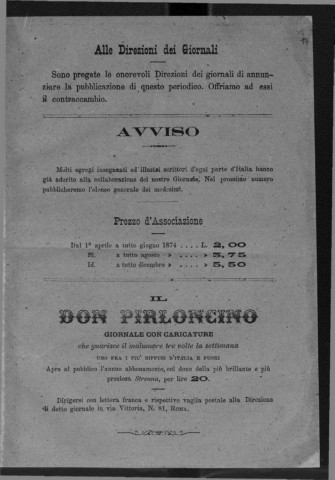 Alle Direzioni dei Giornali
Sono pregate le onorevoli Direzioni dei giornali di annun-
ziare la pubblicazione di questo periodico. Offriamo ad essi
il contraccambio.
AVVISO
Molti egregi insegnanti ed illustri scrittori d'ogni parte d'Italia hanno
già aderito alla collaborazione del nostro Giornale. Nel prossimo numero
pubblicheremo l'elenco generale dei medesimi.
Prezzo d'Associazione
Dal 1° aprile a tutto giugno 1874 .... L. 2,00
Id. a tutto agosto » .... » 3,75
Id. a tutto dicembre » .... » 5,50
IL
DON PIRLONCINO
GIORNALE CON CARICATURE
che guarisce il malumore tre volte la settimana
UNO FRA I PIÙ DIFFUSI D'ITALIA E FUORI
Apre al pubblico l'annuo abbonamento, col dono della più brillante e più
preziosa Strenna, per lire 20.
Dirigersi con lettera franca e rispettivo vaglia postale alla Direzione
di detto giornale in via Vittoria, N. 81, ROMA.